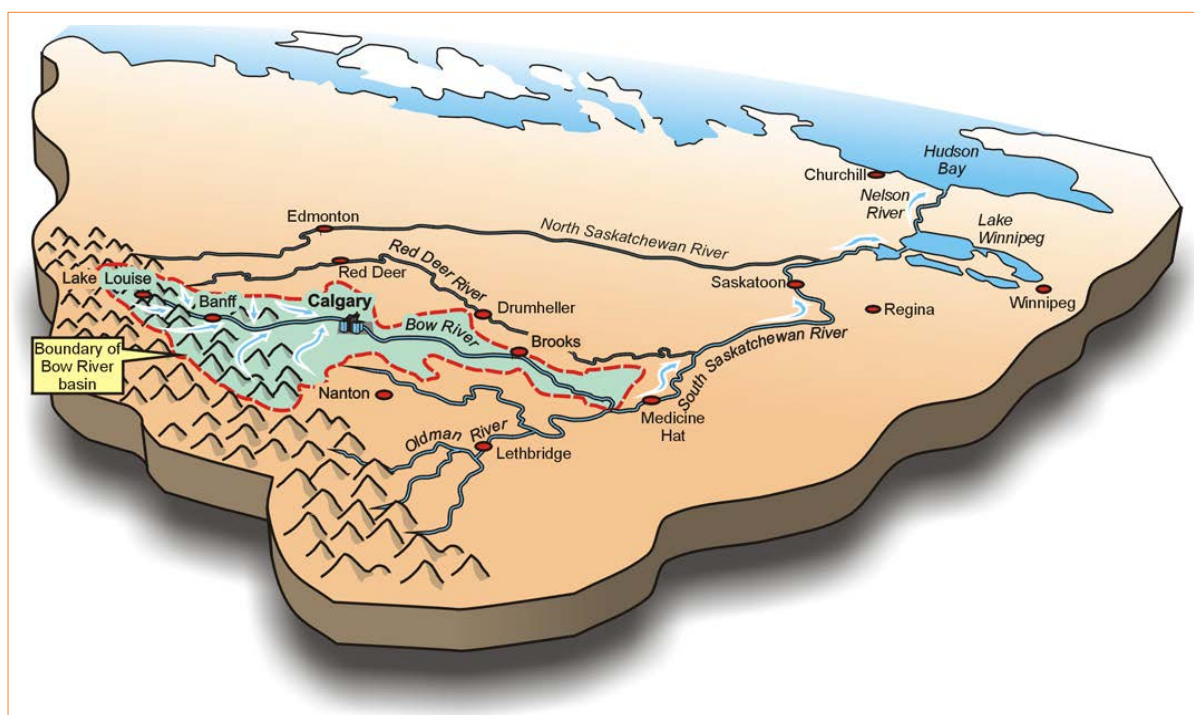 Hudson
Bay
Churchill
Nelson
River
Lake
Winnipeg
Edmonton
North Saskatchewan River
Red Deer
Red Deer River
Lake Louise
Saskatoon
Winnipeg
Banff
Calgary
Drumheller
Regina
Bow River
Brooks
South Saskatchewan River
Boundary of
Bow River
basin
Nanton
Medicine
Hat
Oldman River
Lethbridge